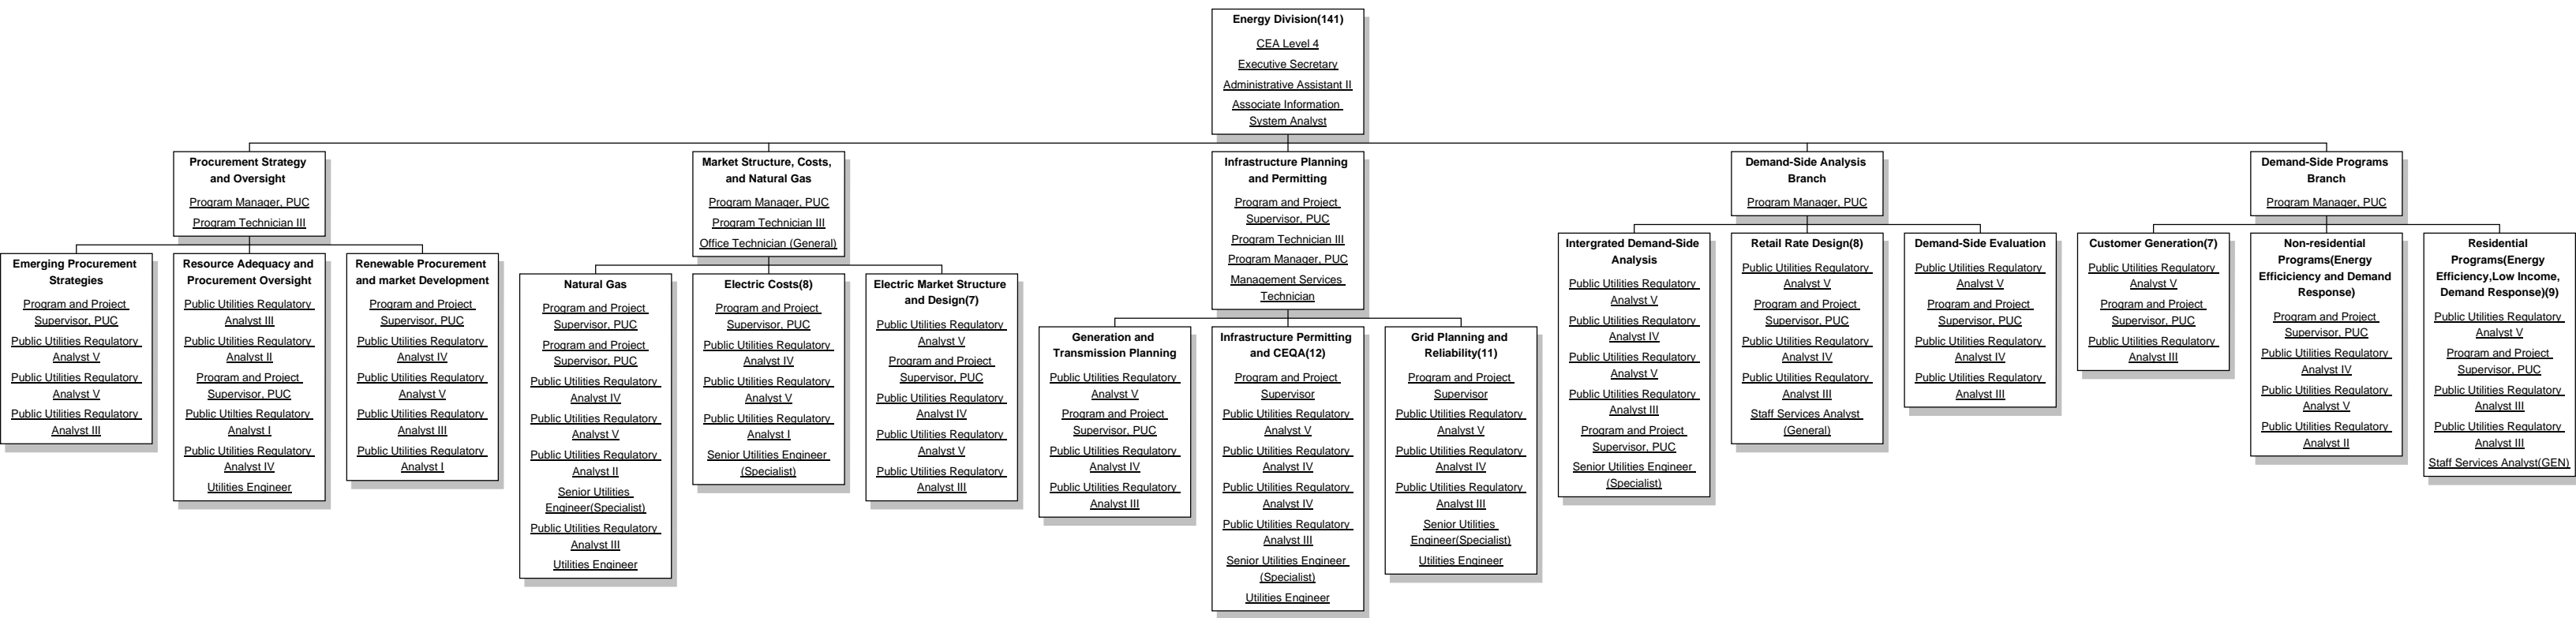 Energy Division(141)
CEA Level 4
Executive Secretary
Administrative Assistant II
Associate Information
System Analyst
Procurement Strategy
and Oversight
Program Manager, PUC
Program Technician III
Market Structure, Costs,
and Natural Gas
Program Manager, PUC
Program Technician III
Office Technician (General)
Infrastructure Planning
and Permitting
Program and Project
Supervisor, PUC
Program Technician III
Program Manager, PUC
Management Services
Technician
Demand-Side Analysis
Branch
Program Manager, PUC
Demand-Side Programs
Branch
Program Manager, PUC
Emerging Procurement
Strategies
Program and Project
Supervisor, PUC
Public Utilities Regulatory
Analyst V
Public Utilities Regulatory
Analyst V
Public Utilities Regulatory
Analyst III
Resource Adequacy and
Procurement Oversight
Public Utilities Regulatory
Analyst III
Public Utilities Regulatory
Analyst II
Program and Project
Supervisor, PUC
Public Utilties Regulatory
Analyst I
Public Utilities Regulatory
Analyst IV
Utilities Engineer
Renewable Procurement
and market Development
Program and Project
Supervisor, PUC
Public Utilities Regulatory
Analyst IV
Public Utilities Regulatory
Analyst V
Public Utilities Regulatory
Analyst III
Public Utilities Regulatory
Analyst I
Natural Gas
Program and Project
Supervisor, PUC
Program and Project
Supervisor, PUC
Public Utilities Regulatory
Analyst IV
Public Utilities Regulatory
Analyst V
Public Utilities Regulatory
Analyst II
Senior Utilities
Engineer(Specialist)
Public Utilities Regulatory
Analyst III
Utilities Engineer
Electric Costs(8)
Program and Project
Supervisor, PUC
Public Utilities Regulatory
Analyst IV
Public Utilities Regulatory
Analyst V
Public Utilities Regulatory
Analyst I
Senior Utilities Engineer
(Specialist)
Electric Market Structure
and Design(7)
Public Utilities Regulatory
Analyst V
Program and Project
Supervisor, PUC
Public Utilities Regulatory
Analyst IV
Public Utilities Regulatory
Analyst V
Public Utilities Regulatory
Analyst III
Generation and
Transmission Planning
Public Utilities Regulatory
Analyst V
Program and Project
Supervisor, PUC
Public Utilities Regulatory
Analyst IV
Public Utilities Regulatory
Analyst III
Infrastructure Permitting
and CEQA(12)
Program and Project
Supervisor
Public Utilities Regulatory
Analyst V
Public Utilities Regulatory
Analyst IV
Public Utilities Regulatory
Analyst IV
Public Utilities Regulatory
Analyst III
Senior Utilities Engineer
(Specialist)
Utilities Engineer
Grid Planning and
Reliability(11)
Program and Project
Supervisor
Public Utilities Regulatory
Analyst V
Public Utilities Regulatory
Analyst IV
Public Utilities Regulatory
Analyst III
Senior Utilities
Engineer(Specialist)
Utilities Engineer
Intergrated Demand-Side
Analysis
Public Utilities Regulatory
Analyst V
Public Utilities Regulatory
Analyst IV
Public Utilities Regulatory
Analyst V
Public Utilities Regulatory
Analyst III
Program and Project
Supervisor, PUC
Senior Utilities Engineer
(Specialist)
Retail Rate Design(8)
Public Utilities Regulatory
Analyst V
Program and Project
Supervisor, PUC
Public Utilities Regulatory
Analyst IV
Public Utilities Regulatory
Analyst III
Staff Services Analyst
(General)
Demand-Side Evaluation
Public Utilities Regulatory
Analyst V
Program and Project
Supervisor, PUC
Public Utilities Regulatory
Analyst IV
Public Utilities Regulatory
Analyst III
Customer Generation(7)
Public Utilities Regulatory
Analyst V
Program and Project
Supervisor, PUC
Public Utilities Regulatory
Analyst III
Non-residential
Programs(Energy
Efficiciency and Demand
Response)
Program and Project
Supervisor, PUC
Public Utilities Regulatory
Analyst IV
Public Utilities Regulatory
Analyst V
Public Utilities Regulatory
Analyst II
Residential
Programs(Energy
Efficiency,Low Income,
Demand Response)(9)
Public Utilities Regulatory
Analyst V
Program and Project
Supervisor, PUC
Public Utilities Regulatory
Analyst III
Public Utilities Regulatory
Analyst III
Staff Services Analyst(GEN)